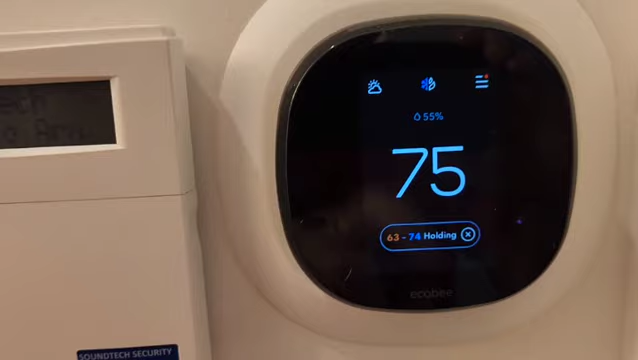 55%
75
63 - 74 Holding
ecobee
SOUNDTECH SECURITY